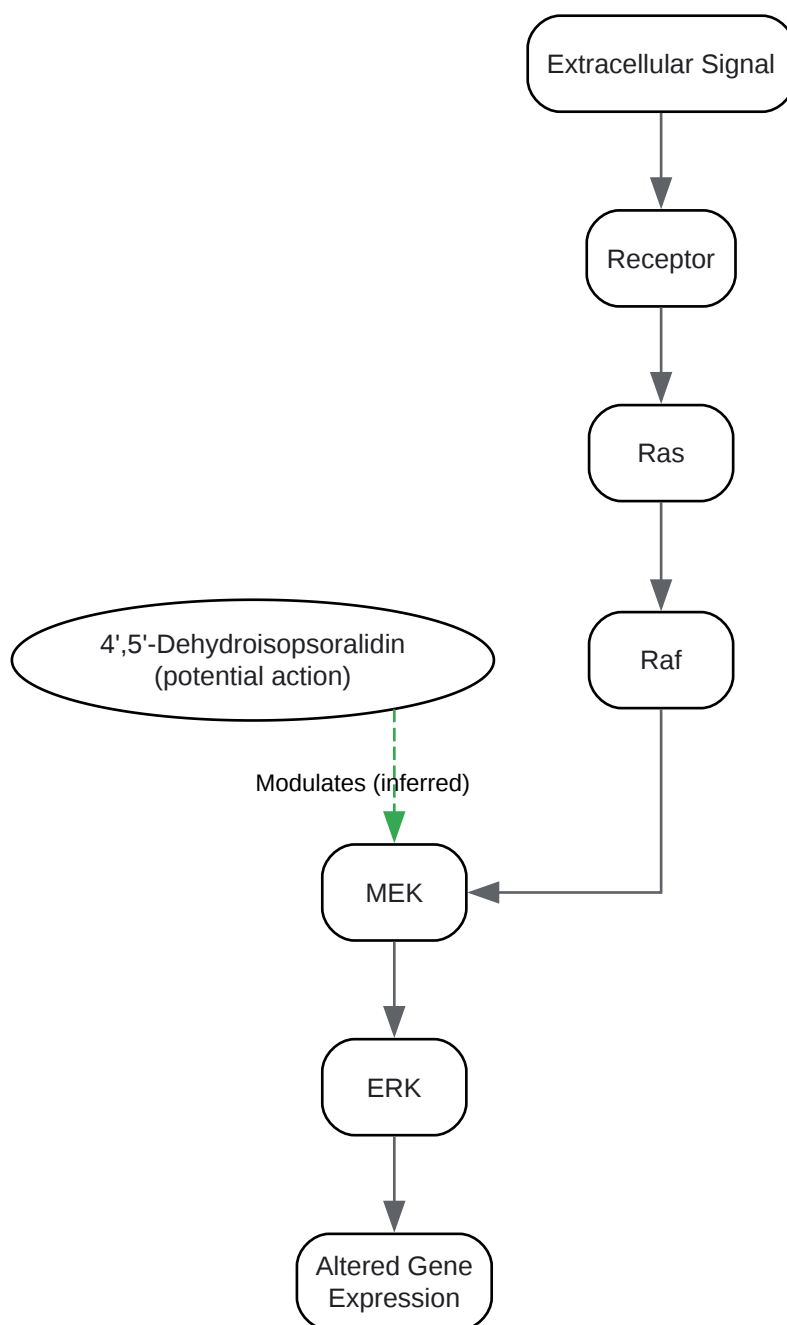 Extracellular Signal
Receptor
Ras
Raf
4',5'-Dehydroisopsoralidin
(potential action)
Modulates (inferred)
MEK
ERK
Altered Gene
Expression